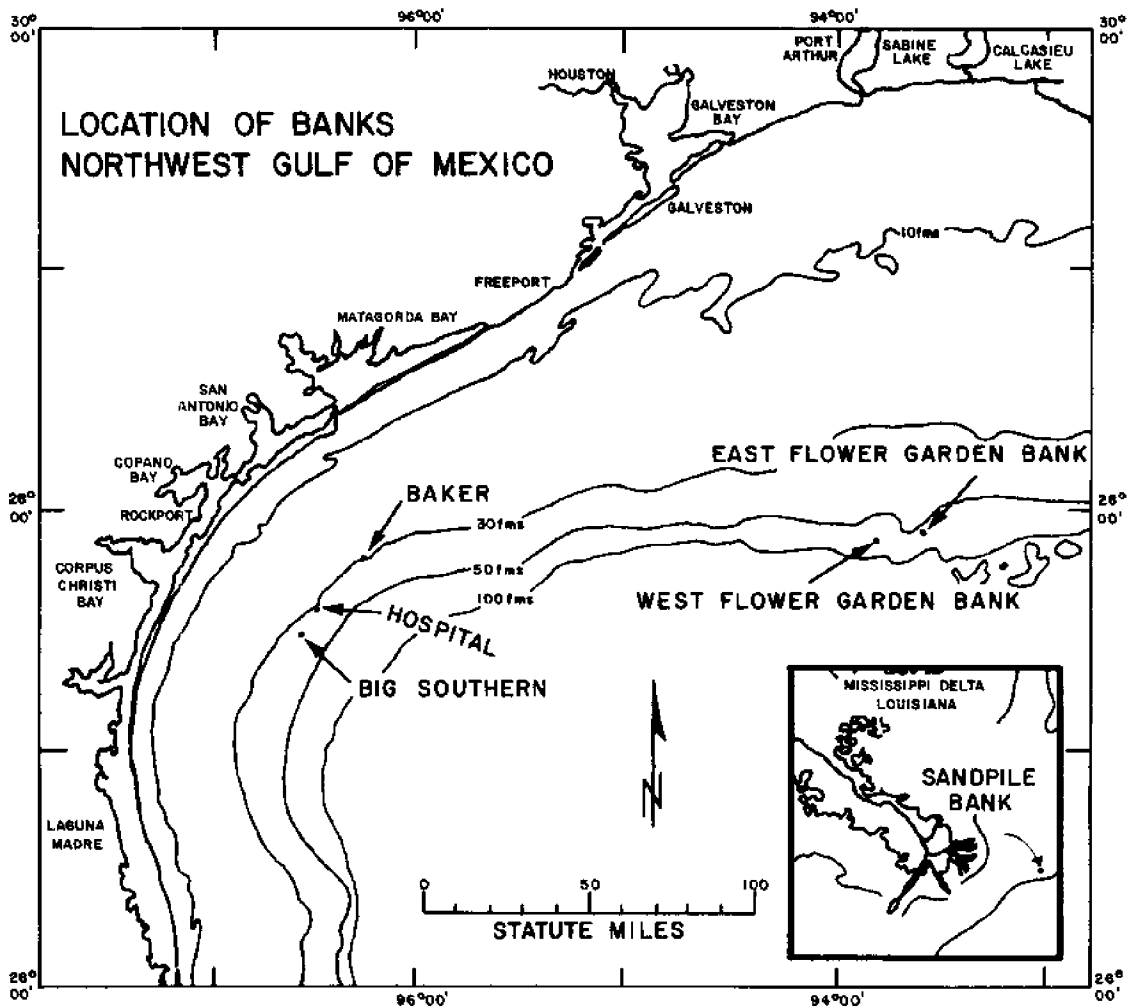 96°00'
94°00'
30°
00'
30°
00'
PORT
ARTHUR
SABINE
LAKE
CALCASIEU
LAKE
HOUSTON
GALVESTON
BAY
LOCATION OF BANKS
NORTHWEST GULF OF MEXICO
GALVESTON
10fms
FREEPORT
MATAGORDA BAY
SAN
ANTONIO
BAY
EAST FLOWER GARDEN BANK
COPANO
BAY
BAKER
28°
00'
28°
00'
ROCKPORT
30fms
CORPUS
CHRISTI
BAY
50fms
100fms
WEST FLOWER GARDEN BANK
HOSPITAL
BIG SOUTHERN
MISSISSIPPI DELTA
LOUISIANA
SANDPILE
BANK
LAGUNA
MADRE
N
0 50 100
STATUTE MILES
26°
00'
26°
00'
96°00'
94°00'